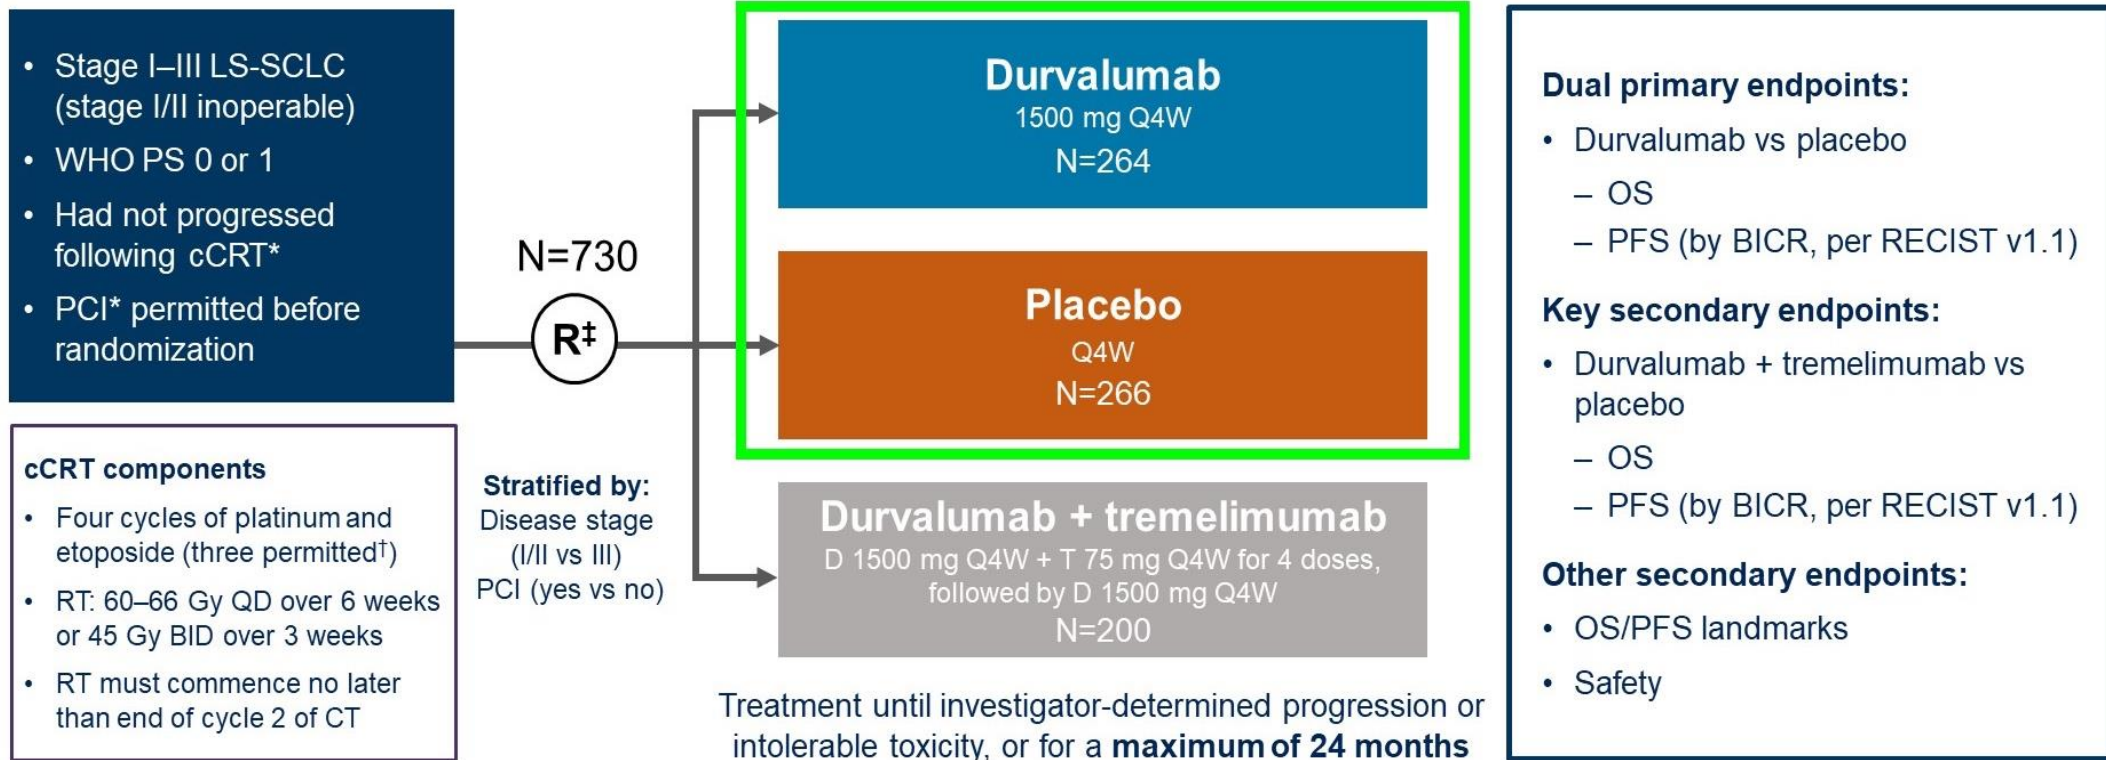 • Stage I–III LS-SCLC
(stage I/II inoperable)
• WHO PS 0 or 1
• Had not progressed
following cCRT*
• PCI* permitted before
randomization
cCRT components
• Four cycles of platinum and
etoposide (three permitted†)
• RT: 60–66 Gy QD over 6 weeks
or 45 Gy BID over 3 weeks
• RT must commence no later
than end of cycle 2 of CT
N=730
R‡
Stratified by:
Disease stage
(I/II vs III)
PCI (yes vs no)
Durvalumab
1500 mg Q4W
N=264
Placebo
Q4W
N=266
Durvalumab + tremelimumab
D 1500 mg Q4W + T 75 mg Q4W for 4 doses,
followed by D 1500 mg Q4W
N=200
Treatment until investigator-determined progression or
intolerable toxicity, or for a maximum of 24 months
Dual primary endpoints:
• Durvalumab vs placebo
– OS
– PFS (by BICR, per RECIST v1.1)
Key secondary endpoints:
• Durvalumab + tremelimumab vs
placebo
– OS
– PFS (by BICR, per RECIST v1.1)
Other secondary endpoints:
• OS/PFS landmarks
• Safety